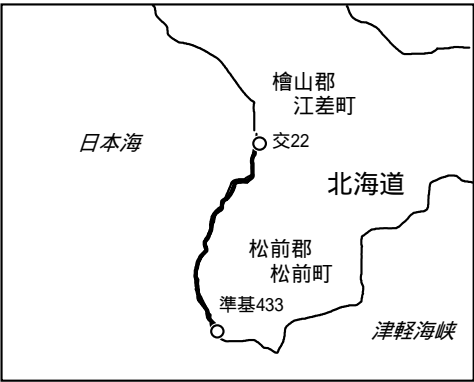 檜山郡
江差町
交22
日本海
北海道
松前郡
松前町
準基433
津軽海峡